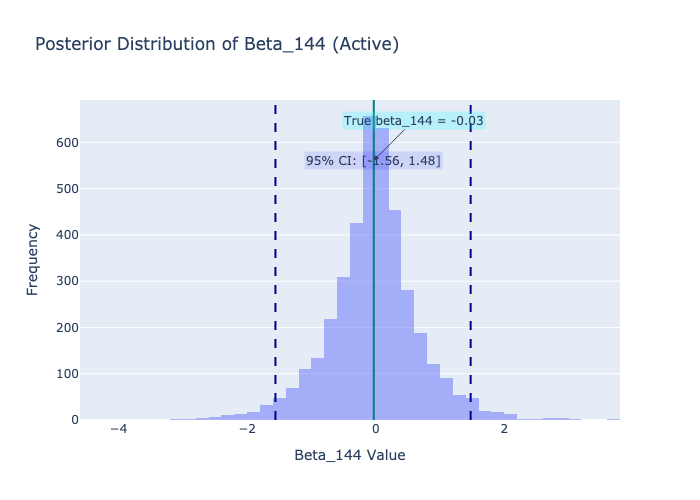 Posterior Distribution of Beta_144 (Active)
True beta_144 = -0.03
95% CI: [-1.56, 1.48]
600
500
400
300
200
100
0
Frequency
−4
−2
0
2
Beta_144 Value